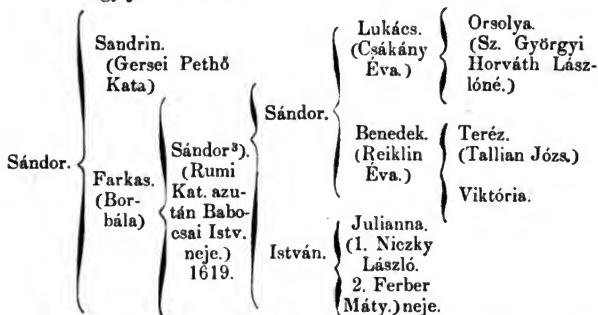 Sándor.
Sandrin.
(Gersei Pethő
Kata)
Farkas.
(Bor-
bála)
Sándor³).
(Rumi
Kat. azu-
tán Babo-
csai Istv.
neje.)
1619.
Sándor.
István.
Lukács.
(Csákány
Éva.)
Benedek.
(Reiklin
Éva.)
Julianna.
(1. Niczky
László.
2. Ferber
Máty.) neje.
Orsolya.
(Sz. Györgyi
Horváth Lász-
lóné.)
Teréz.
(Tallian Józs.)
Viktória.